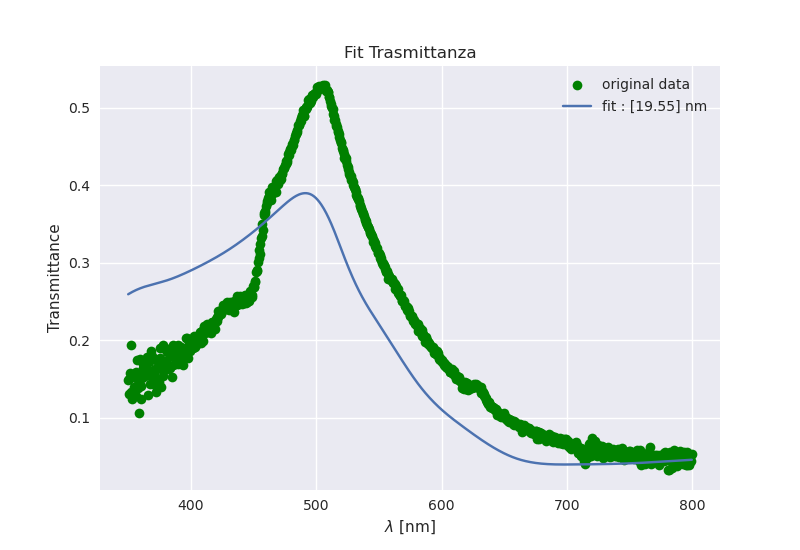 Fit Trasmittanza
original data
fit : [19.55] nm
Transmittance
0.5
0.4
0.3
0.2
0.1
400 500 600 700 800
λ [nm]